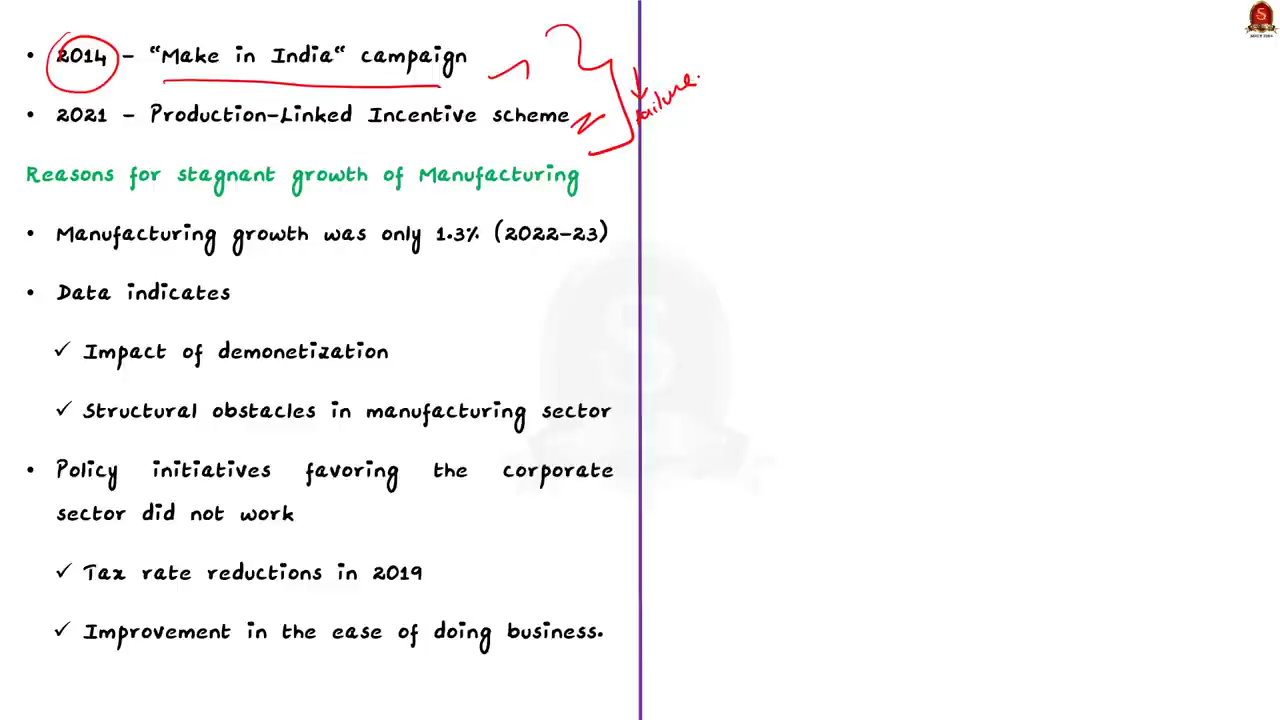 • 2014 – “Make in India“ campaign
• 2021 – Production-Linked Incentive scheme
failure.
Reasons for stagnant growth of Manufacturing
• Manufacturing growth was only 1.3% (2022-23)
• Data indicates
✓ Impact of demonetization
✓ Structural obstacles in manufacturing sector
• Policy initiatives favoring the corporate
sector did not work
✓ Tax rate reductions in 2019
✓ Improvement in the ease of doing business.